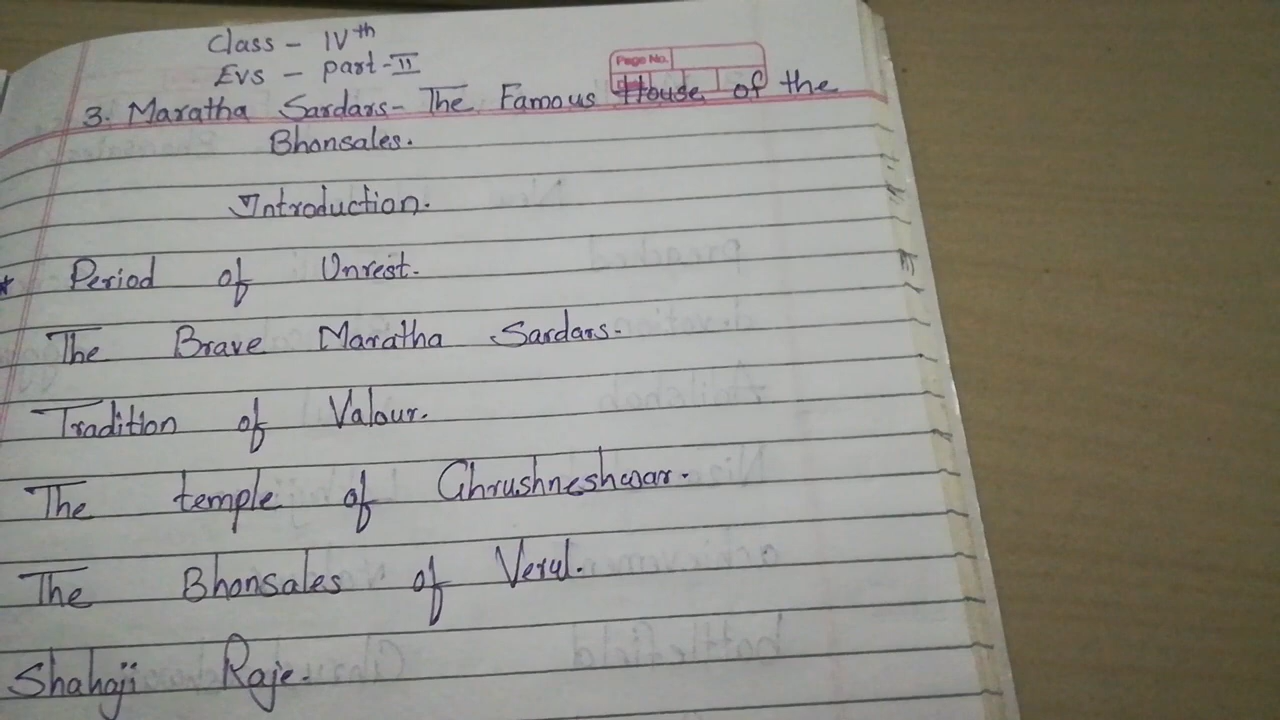 Class - IVth
Evs - part-II
Page No.
3. Maratha Sardars- The Famous House of the
Bhonsales.
Introduction.
* Period of Unrest.
The Brave Maratha Sardars.
Tradition of Valour.
The temple of Ghrushneshwar.
The Bhonsales of Verul.
Shahaji Raje.